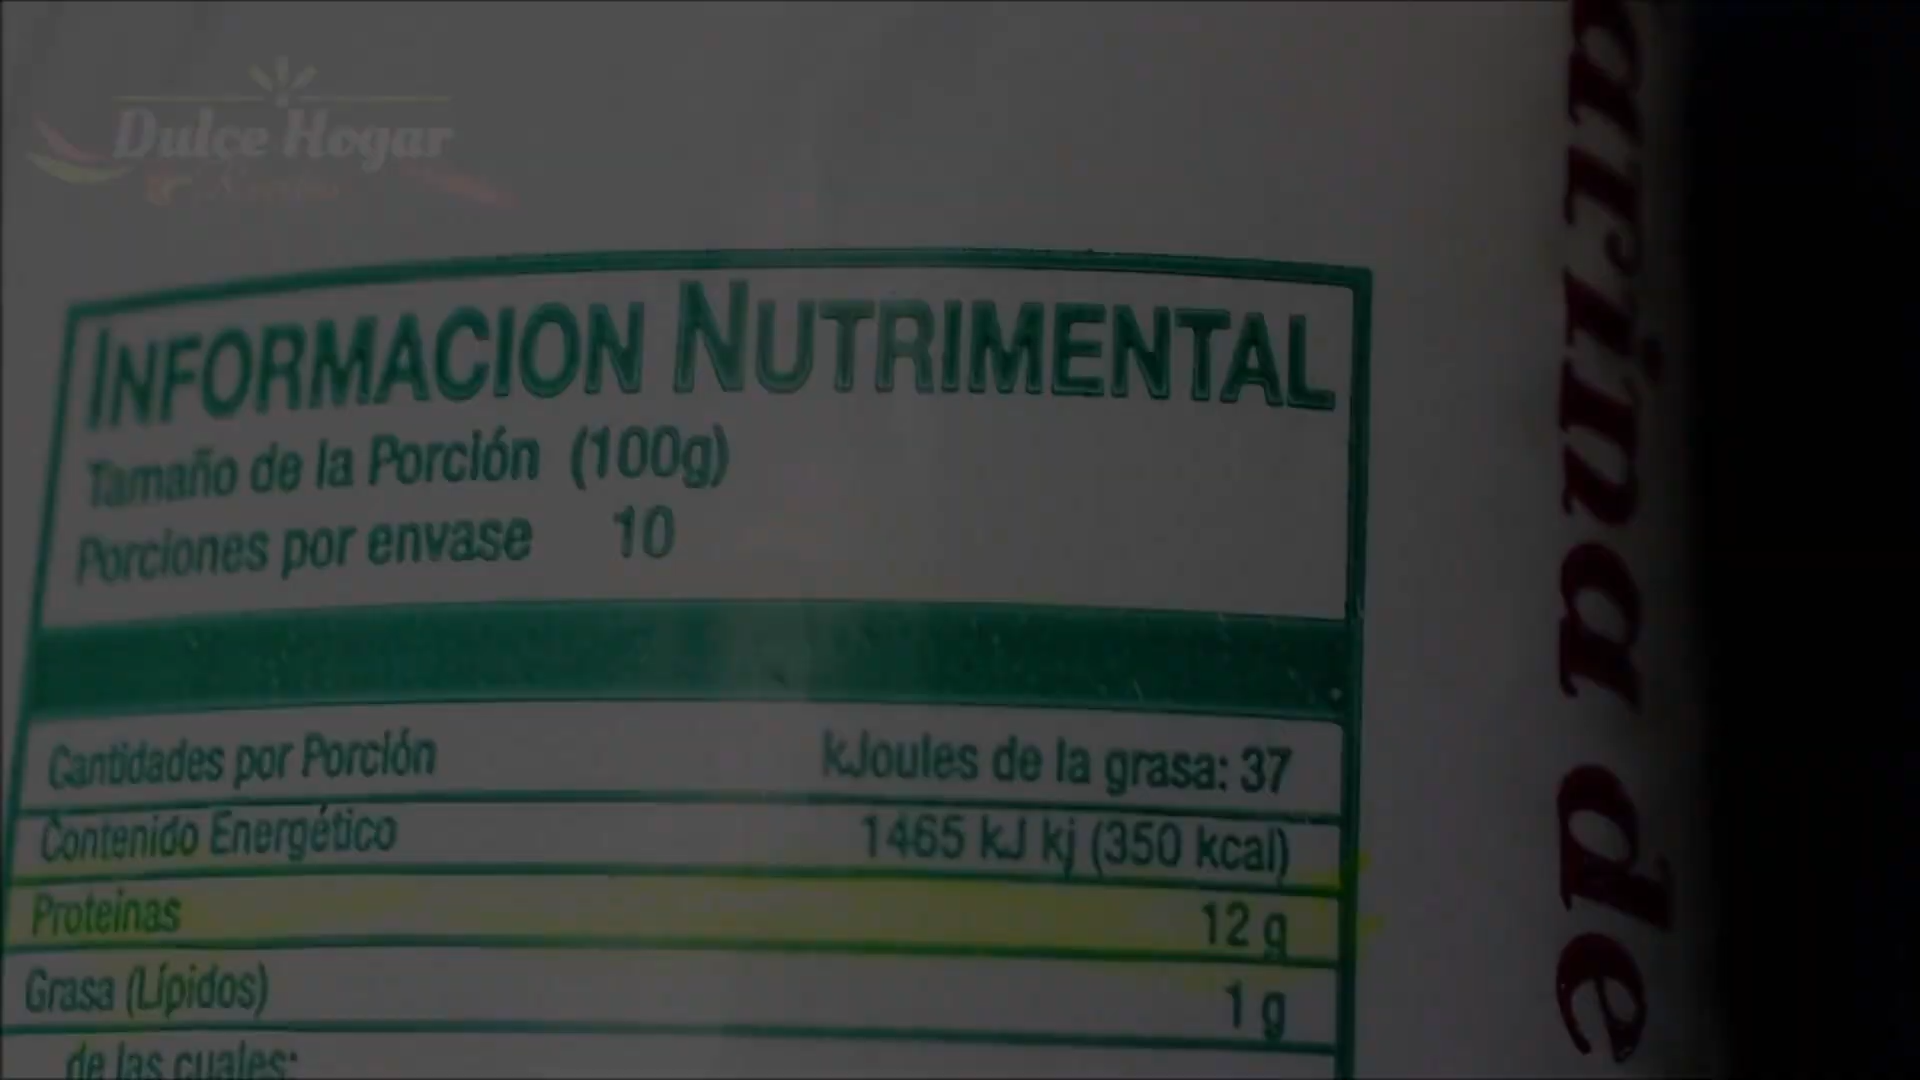 Dulce Hogar
INFORMACION NUTRIMENTAL
Tamaño de la Porción (100g)
Porciones por envase 10
Cantidades por Porción kJoules de la grasa: 37
Contenido Energético 1465 kJ kj (350 kcal)
Proteinas 12 g
Grasa (Lípidos) 1 g
de las cuales:
arina de